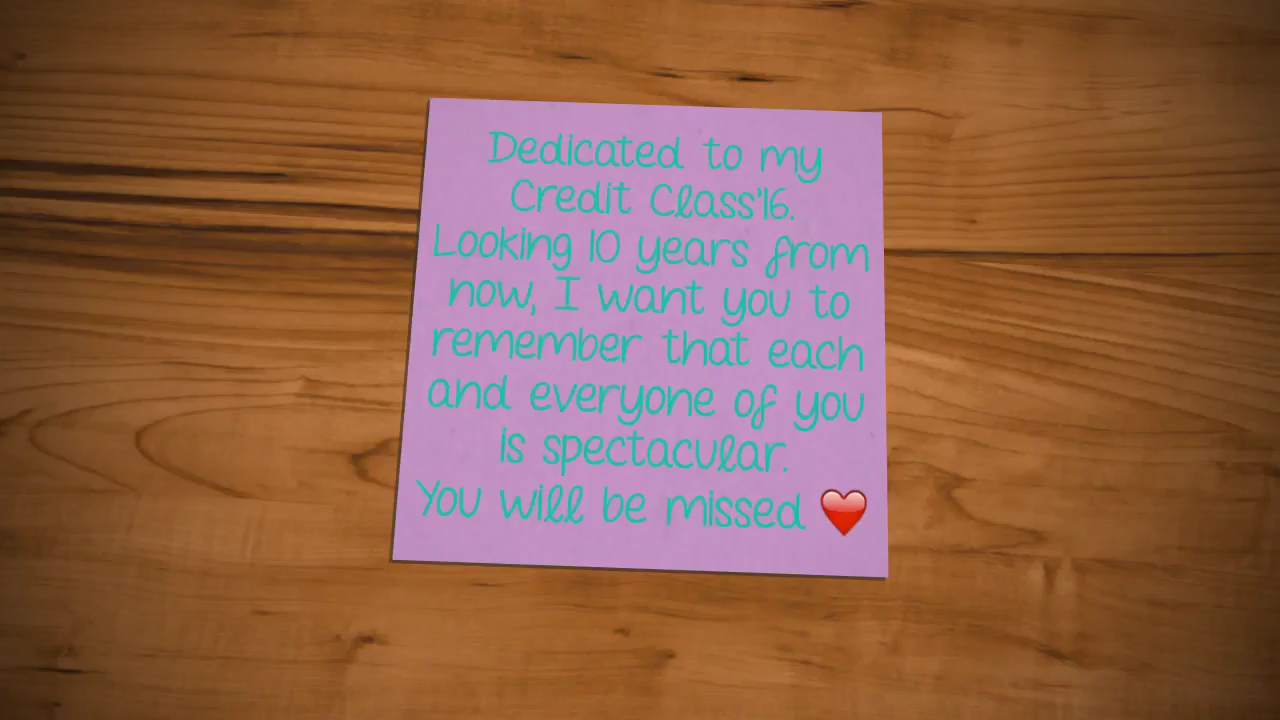 Dedicated to my
Credit Class'16.
Looking 10 years from
now, I want you to
remember that each
and everyone of you
is spectacular.
You will be missed ❤️